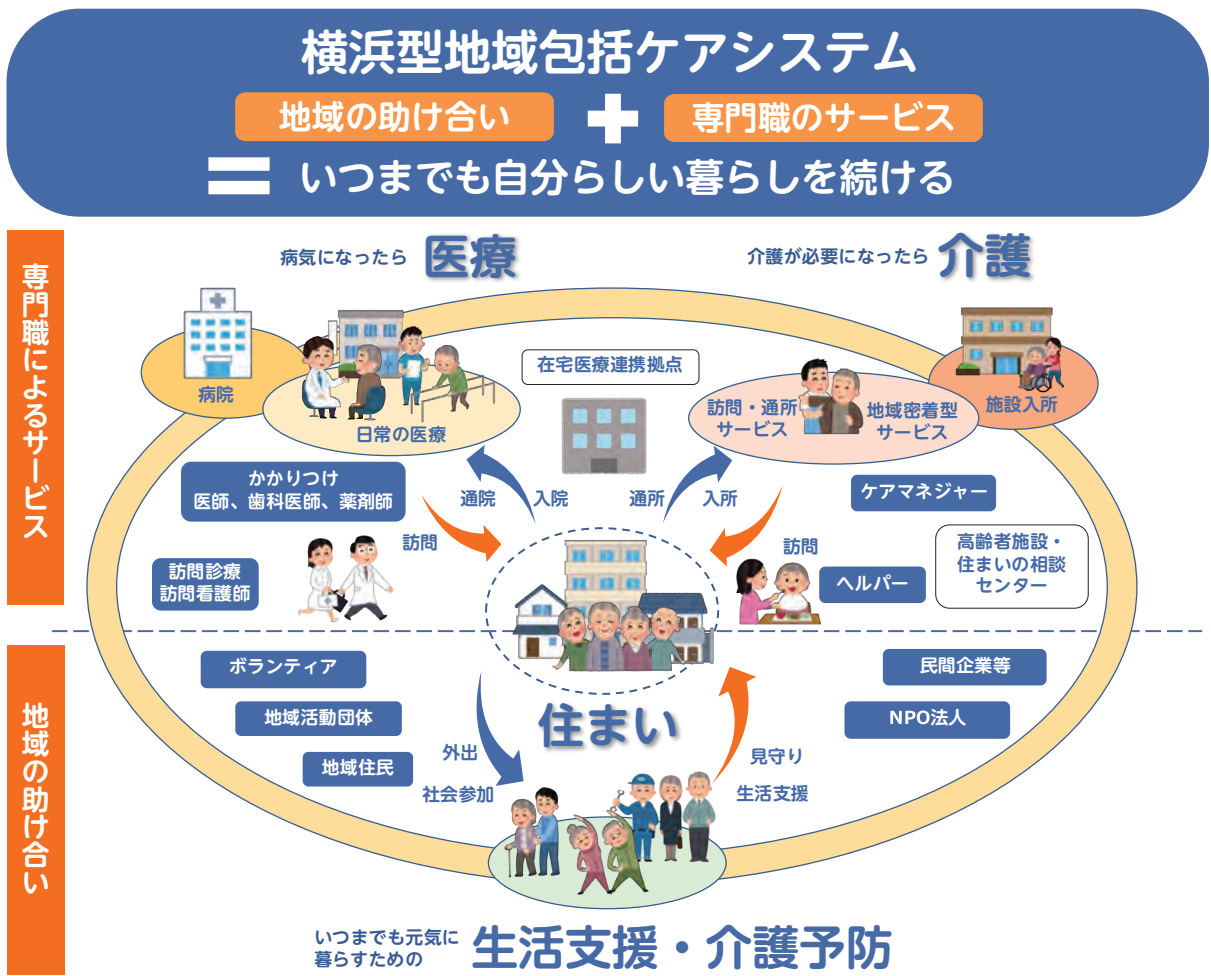 横浜型地域包括ケアシステム
地域の助け合い
＋
専門職のサービス
＝ いつまでも自分らしい暮らしを続ける
専門職によるサービス
病気になったら 医療
介護が必要になったら 介護
病院
日常の医療
在宅医療連携拠点
訪問・通所
サービス
地域密着型
サービス
施設入所
かかりつけ
医師、歯科医師、薬剤師
通院
入院
通所
入所
ケアマネジャー
訪問
訪問
訪問診療
訪問看護師
ヘルパー
高齢者施設・
住まいの相談
センター
地域の助け合い
ボランティア
地域活動団体
地域住民
住まい
民間企業等
NPO法人
外出
社会参加
見守り
生活支援
いつまでも元気に
暮らすための
生活支援・介護予防